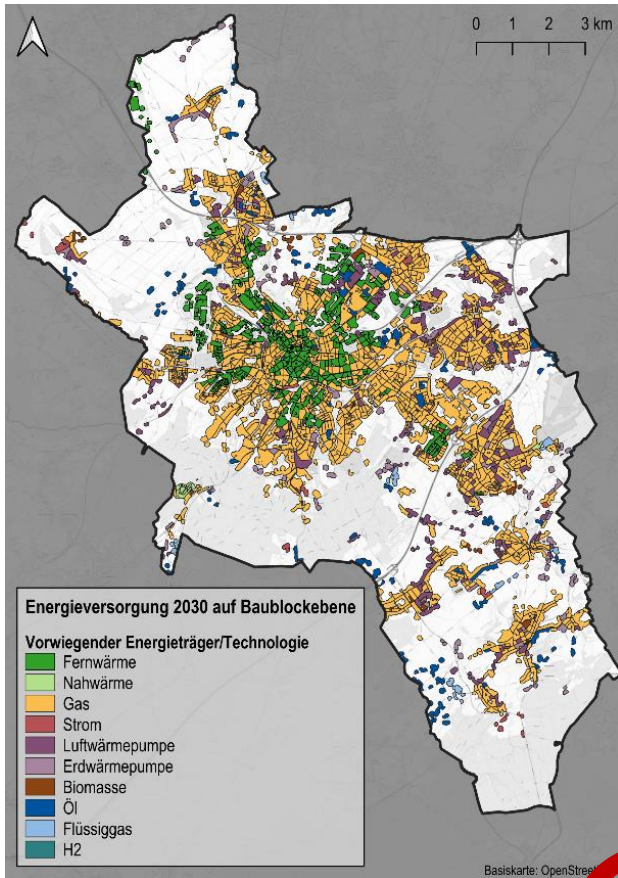 0 1 2 3 km
Energieversorgung 2030 auf Baublockebene
Vorwiegender Energieträger/Technologie
Fernwärme
Nahwärme
Gas
Strom
Luftwärmepumpe
Erdwärmepumpe
Biomasse
Öl
Flüssiggas
H2
Basiskarte: